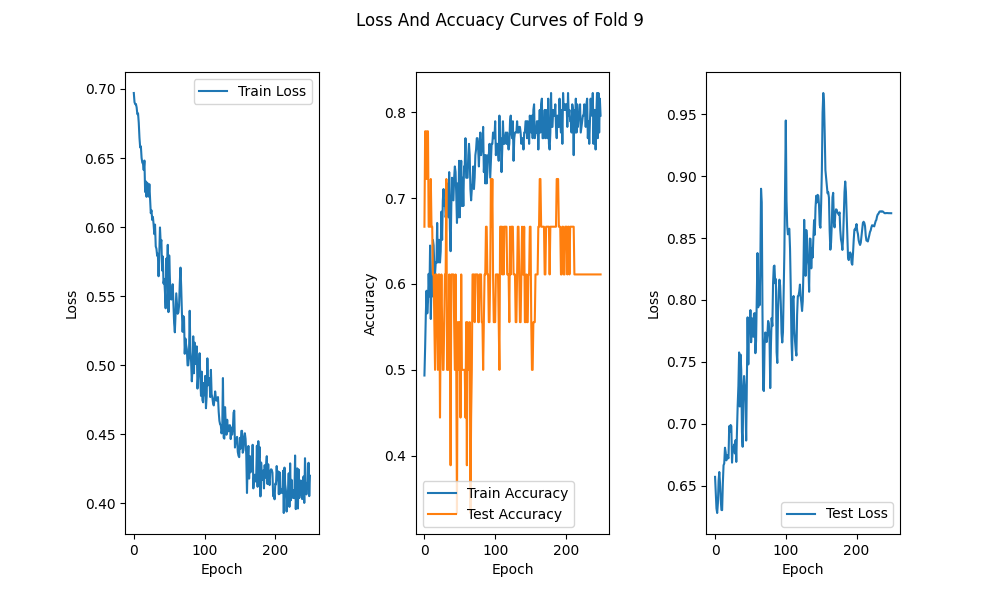 Loss And Accuacy Curves of Fold 9
0.70
0.65
0.60
0.55
0.50
0.45
0.40
Loss
Train Loss
0
100
200
Epoch
0.8
0.7
0.6
0.5
0.4
Accuracy
Train Accuracy
Test Accuracy
0
100
200
Epoch
0.95
0.90
0.85
0.80
0.75
0.70
0.65
Loss
Test Loss
0
100
200
Epoch